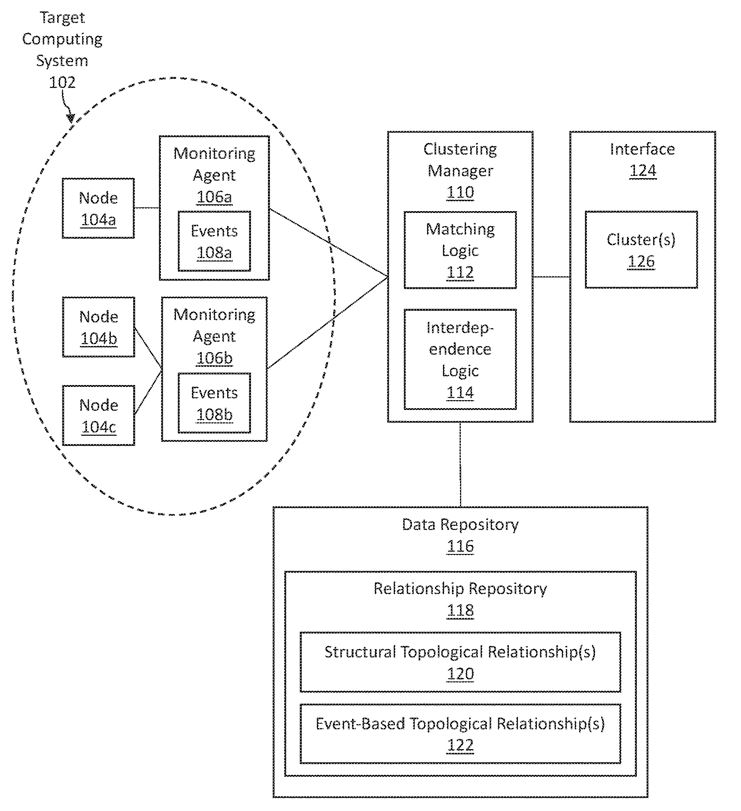 Target
Computing
System
102
Node
104a
Monitoring
Agent
106a
Events
108a
Node
104b
Node
104c
Monitoring
Agent
106b
Events
108b
Clustering
Manager
110
Matching
Logic
112
Interdep-
endence
Logic
114
Interface
124
Cluster(s)
126
Data Repository
116
Relationship Repository
118
Structural Topological Relationship(s)
120
Event-Based Topological Relationship(s)
122